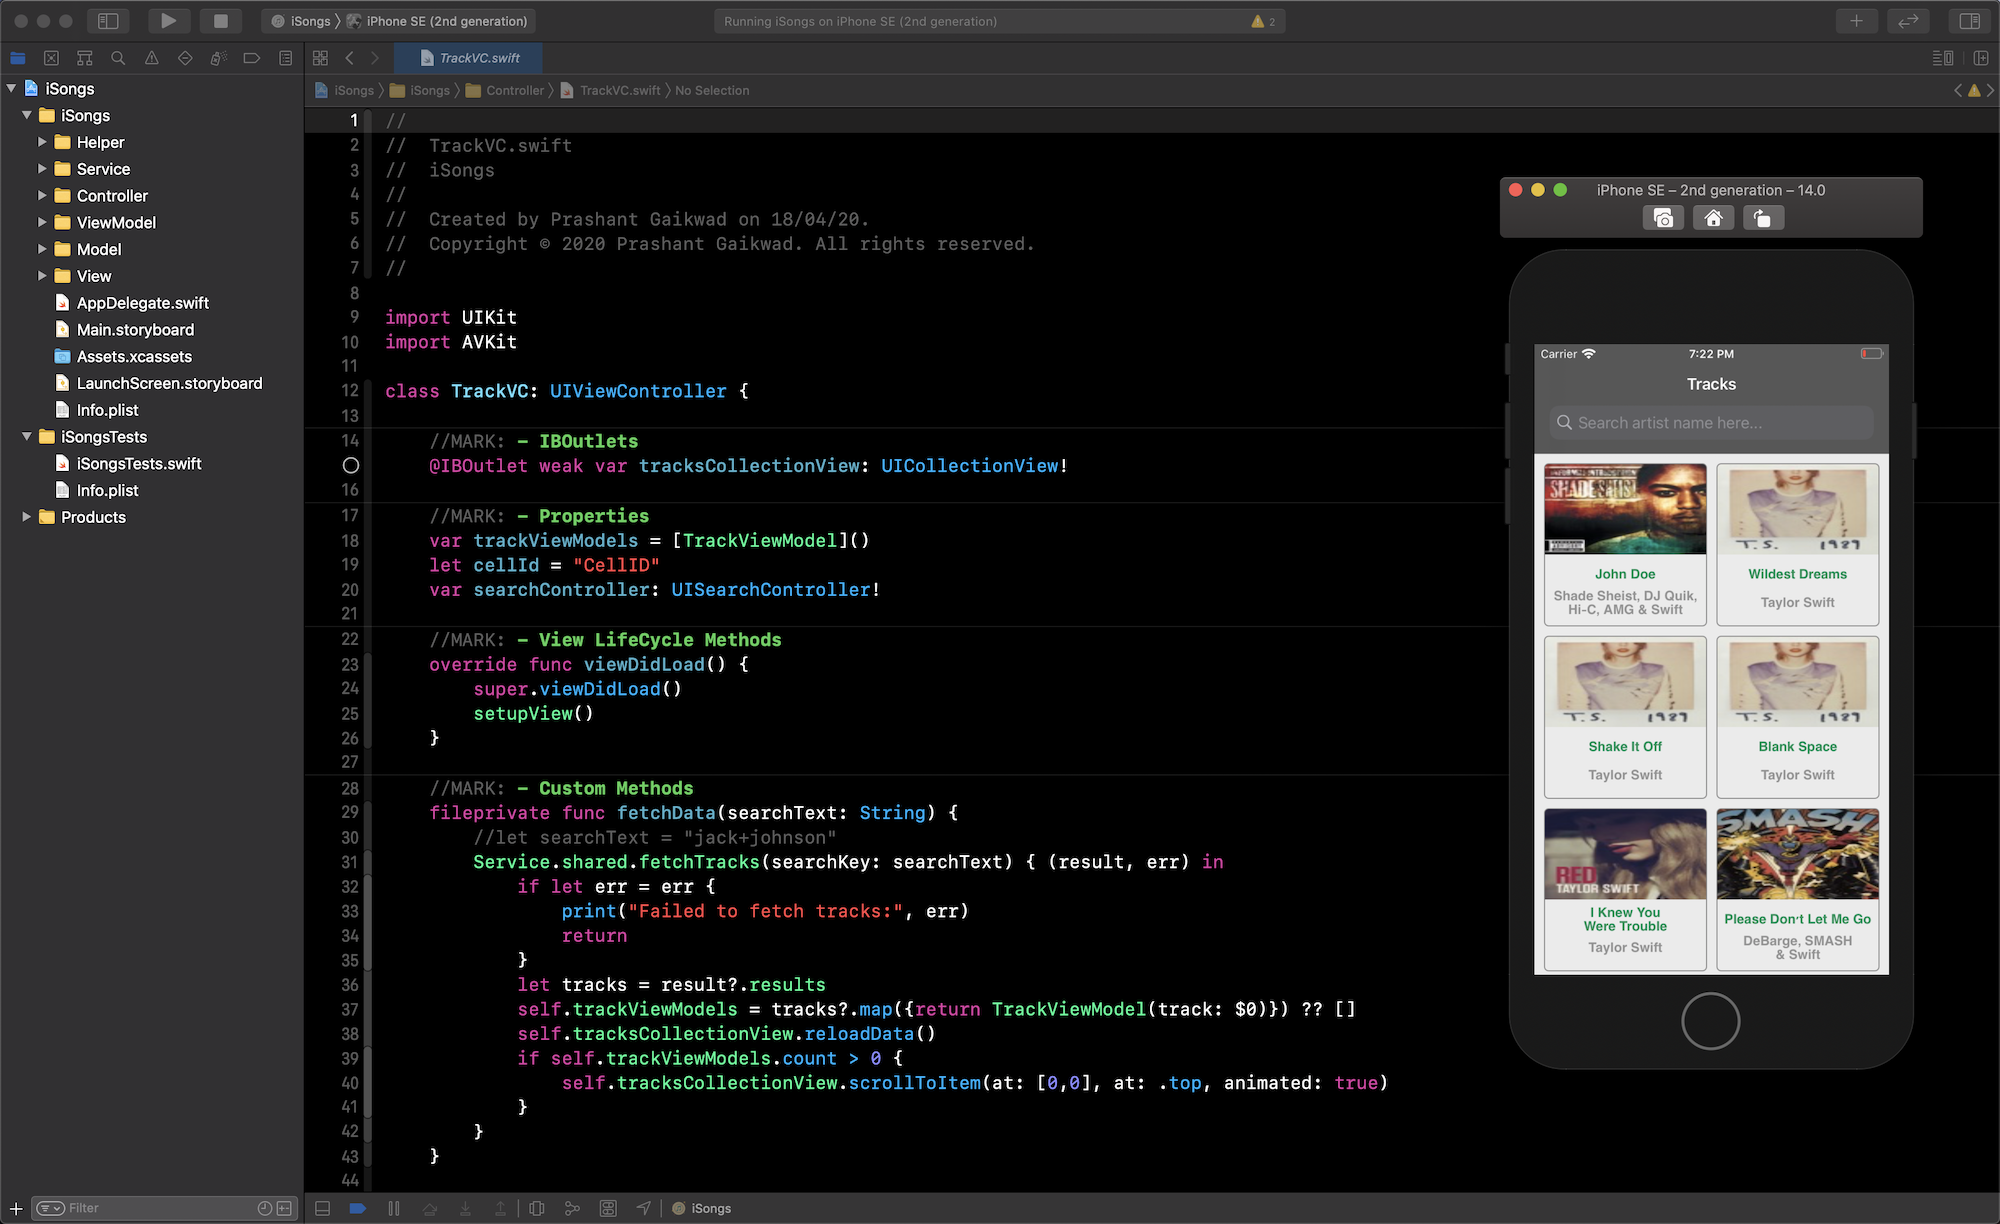 iSongs 〉 iPhone SE (2nd generation)
Running iSongs on iPhone SE (2nd generation)
2
TrackVC.swift
iSongs 〉 iSongs 〉 Controller 〉 TrackVC.swift 〉 No Selection
iSongs
iSongs
Helper
Service
Controller
ViewModel
Model
View
AppDelegate.swift
Main.storyboard
Assets.xcassets
LaunchScreen.storyboard
Info.plist
iSongsTests
iSongsTests.swift
Info.plist
Products
Filter
1 //
2 //  TrackVC.swift
3 //  iSongs
4 //
5 //  Created by Prashant Gaikwad on 18/04/20.
6 //  Copyright © 2020 Prashant Gaikwad. All rights reserved.
7 //
8
9 import UIKit
10 import AVKit
11
12 class TrackVC: UIViewController {
13
14     //MARK: - IBOutlets
    @IBOutlet weak var tracksCollectionView: UICollectionView!
16
17     //MARK: - Properties
18     var trackViewModels = [TrackViewModel]()
19     let cellId = "CellID"
20     var searchController: UISearchController!
21
22     //MARK: - View LifeCycle Methods
23     override func viewDidLoad() {
24         super.viewDidLoad()
25         setupView()
26     }
27
28     //MARK: - Custom Methods
29     fileprivate func fetchData(searchText: String) {
30         //let searchText = "jack+johnson"
31         Service.shared.fetchTracks(searchKey: searchText) { (result, err) in
32             if let err = err {
33                 print("Failed to fetch tracks:", err)
34                 return
35             }
36             let tracks = result?.results
37             self.trackViewModels = tracks?.map({return TrackViewModel(track: $0)}) ?? []
38             self.tracksCollectionView.reloadData()
39             if self.trackViewModels.count > 0 {
40                 self.tracksCollectionView.scrollToItem(at: [0,0], at: .top, animated: true)
41             }
42         }
43     }
44
iSongs
iPhone SE – 2nd generation – 14.0
Carrier 7:22 PM
Tracks
Search artist name here...
SHADE SHEIST
John Doe
Shade Sheist, DJ Quik,
Hi-C, AMG & Swift
T.S. 1989
Wildest Dreams
Taylor Swift
T.S. 1989
Shake It Off
Taylor Swift
T.S. 1989
Blank Space
Taylor Swift
RED
TAYLOR SWIFT
I Knew You
Were Trouble
Taylor Swift
SMASH
Please Don't Let Me Go
DeBarge, SMASH
& Swift